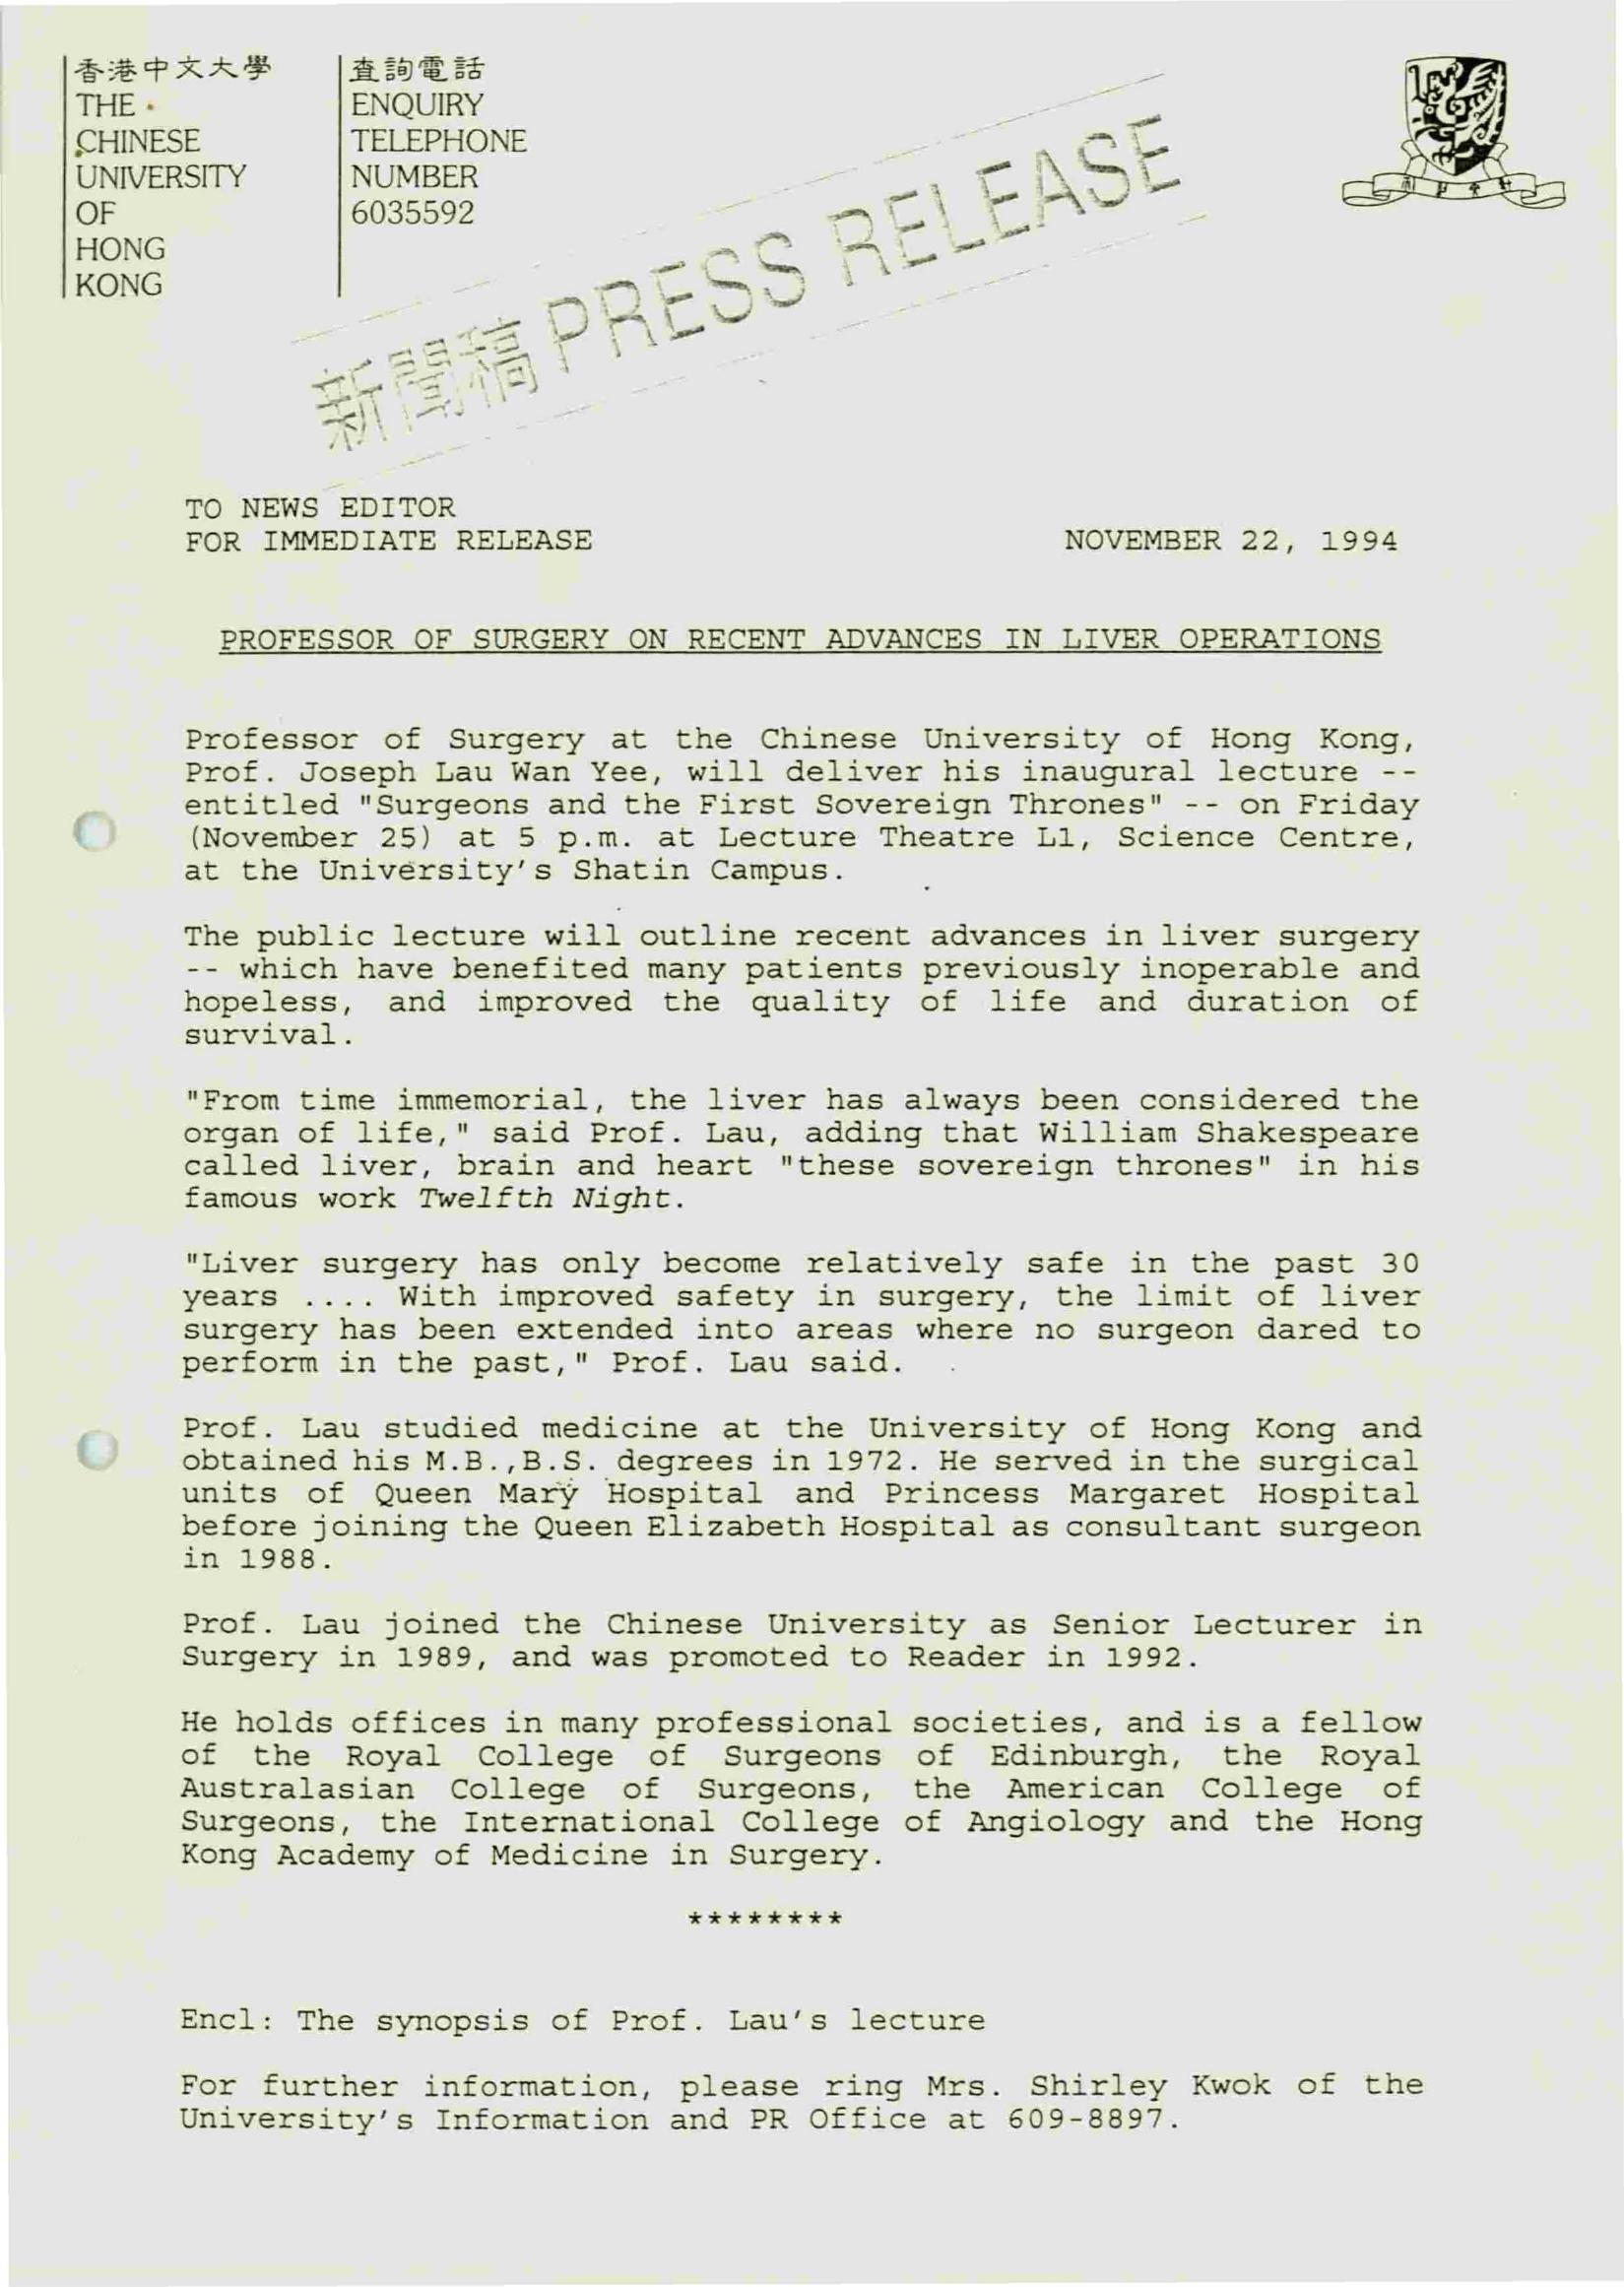 香港中文大學
THE
CHINESE
UNIVERSITY
OF
HONG
KONG
查詢電話
ENQUIRY
TELEPHONE
NUMBER
6035592
新聞稿 PRESS RELEASE
TO NEWS EDITOR
FOR IMMEDIATE RELEASE NOVEMBER 22, 1994
PROFESSOR OF SURGERY ON RECENT ADVANCES IN LIVER OPERATIONS
Professor of Surgery at the Chinese University of Hong Kong,
Prof. Joseph Lau Wan Yee, will deliver his inaugural lecture --
entitled "Surgeons and the First Sovereign Thrones" -- on Friday
(November 25) at 5 p.m. at Lecture Theatre L1, Science Centre,
at the University's Shatin Campus.
The public lecture will outline recent advances in liver surgery
-- which have benefited many patients previously inoperable and
hopeless, and improved the quality of life and duration of
survival.
"From time immemorial, the liver has always been considered the
organ of life," said Prof. Lau, adding that William Shakespeare
called liver, brain and heart "these sovereign thrones" in his
famous work Twelfth Night.
"Liver surgery has only become relatively safe in the past 30
years .... With improved safety in surgery, the limit of liver
surgery has been extended into areas where no surgeon dared to
perform in the past," Prof. Lau said.
Prof. Lau studied medicine at the University of Hong Kong and
obtained his M.B.,B.S. degrees in 1972. He served in the surgical
units of Queen Mary Hospital and Princess Margaret Hospital
before joining the Queen Elizabeth Hospital as consultant surgeon
in 1988.
Prof. Lau joined the Chinese University as Senior Lecturer in
Surgery in 1989, and was promoted to Reader in 1992.
He holds offices in many professional societies, and is a fellow
of the Royal College of Surgeons of Edinburgh, the Royal
Australasian College of Surgeons, the American College of
Surgeons, the International College of Angiology and the Hong
Kong Academy of Medicine in Surgery.
********
Encl: The synopsis of Prof. Lau's lecture
For further information, please ring Mrs. Shirley Kwok of the
University's Information and PR Office at 609-8897.